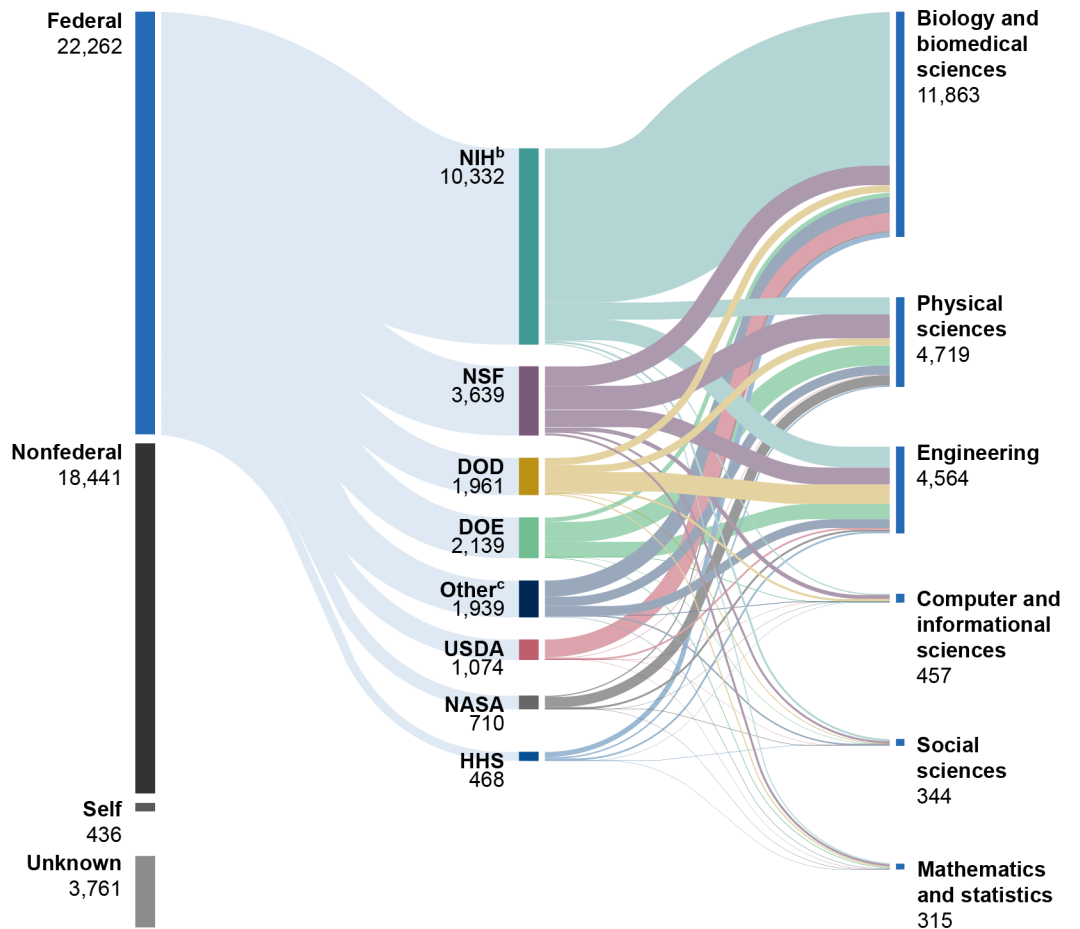 Federal
22,262
Nonfederal
18,441
Self
436
Unknown
3,761
NIHb
10,332
NSF
3,639
DOD
1,961
DOE
2,139
Otherc
1,939
USDA
1,074
NASA
710
HHS
468
Biology and
biomedical
sciences
11,863
Physical
sciences
4,719
Engineering
4,564
Computer and
informational
sciences
457
Social
sciences
344
Mathematics
and statistics
315